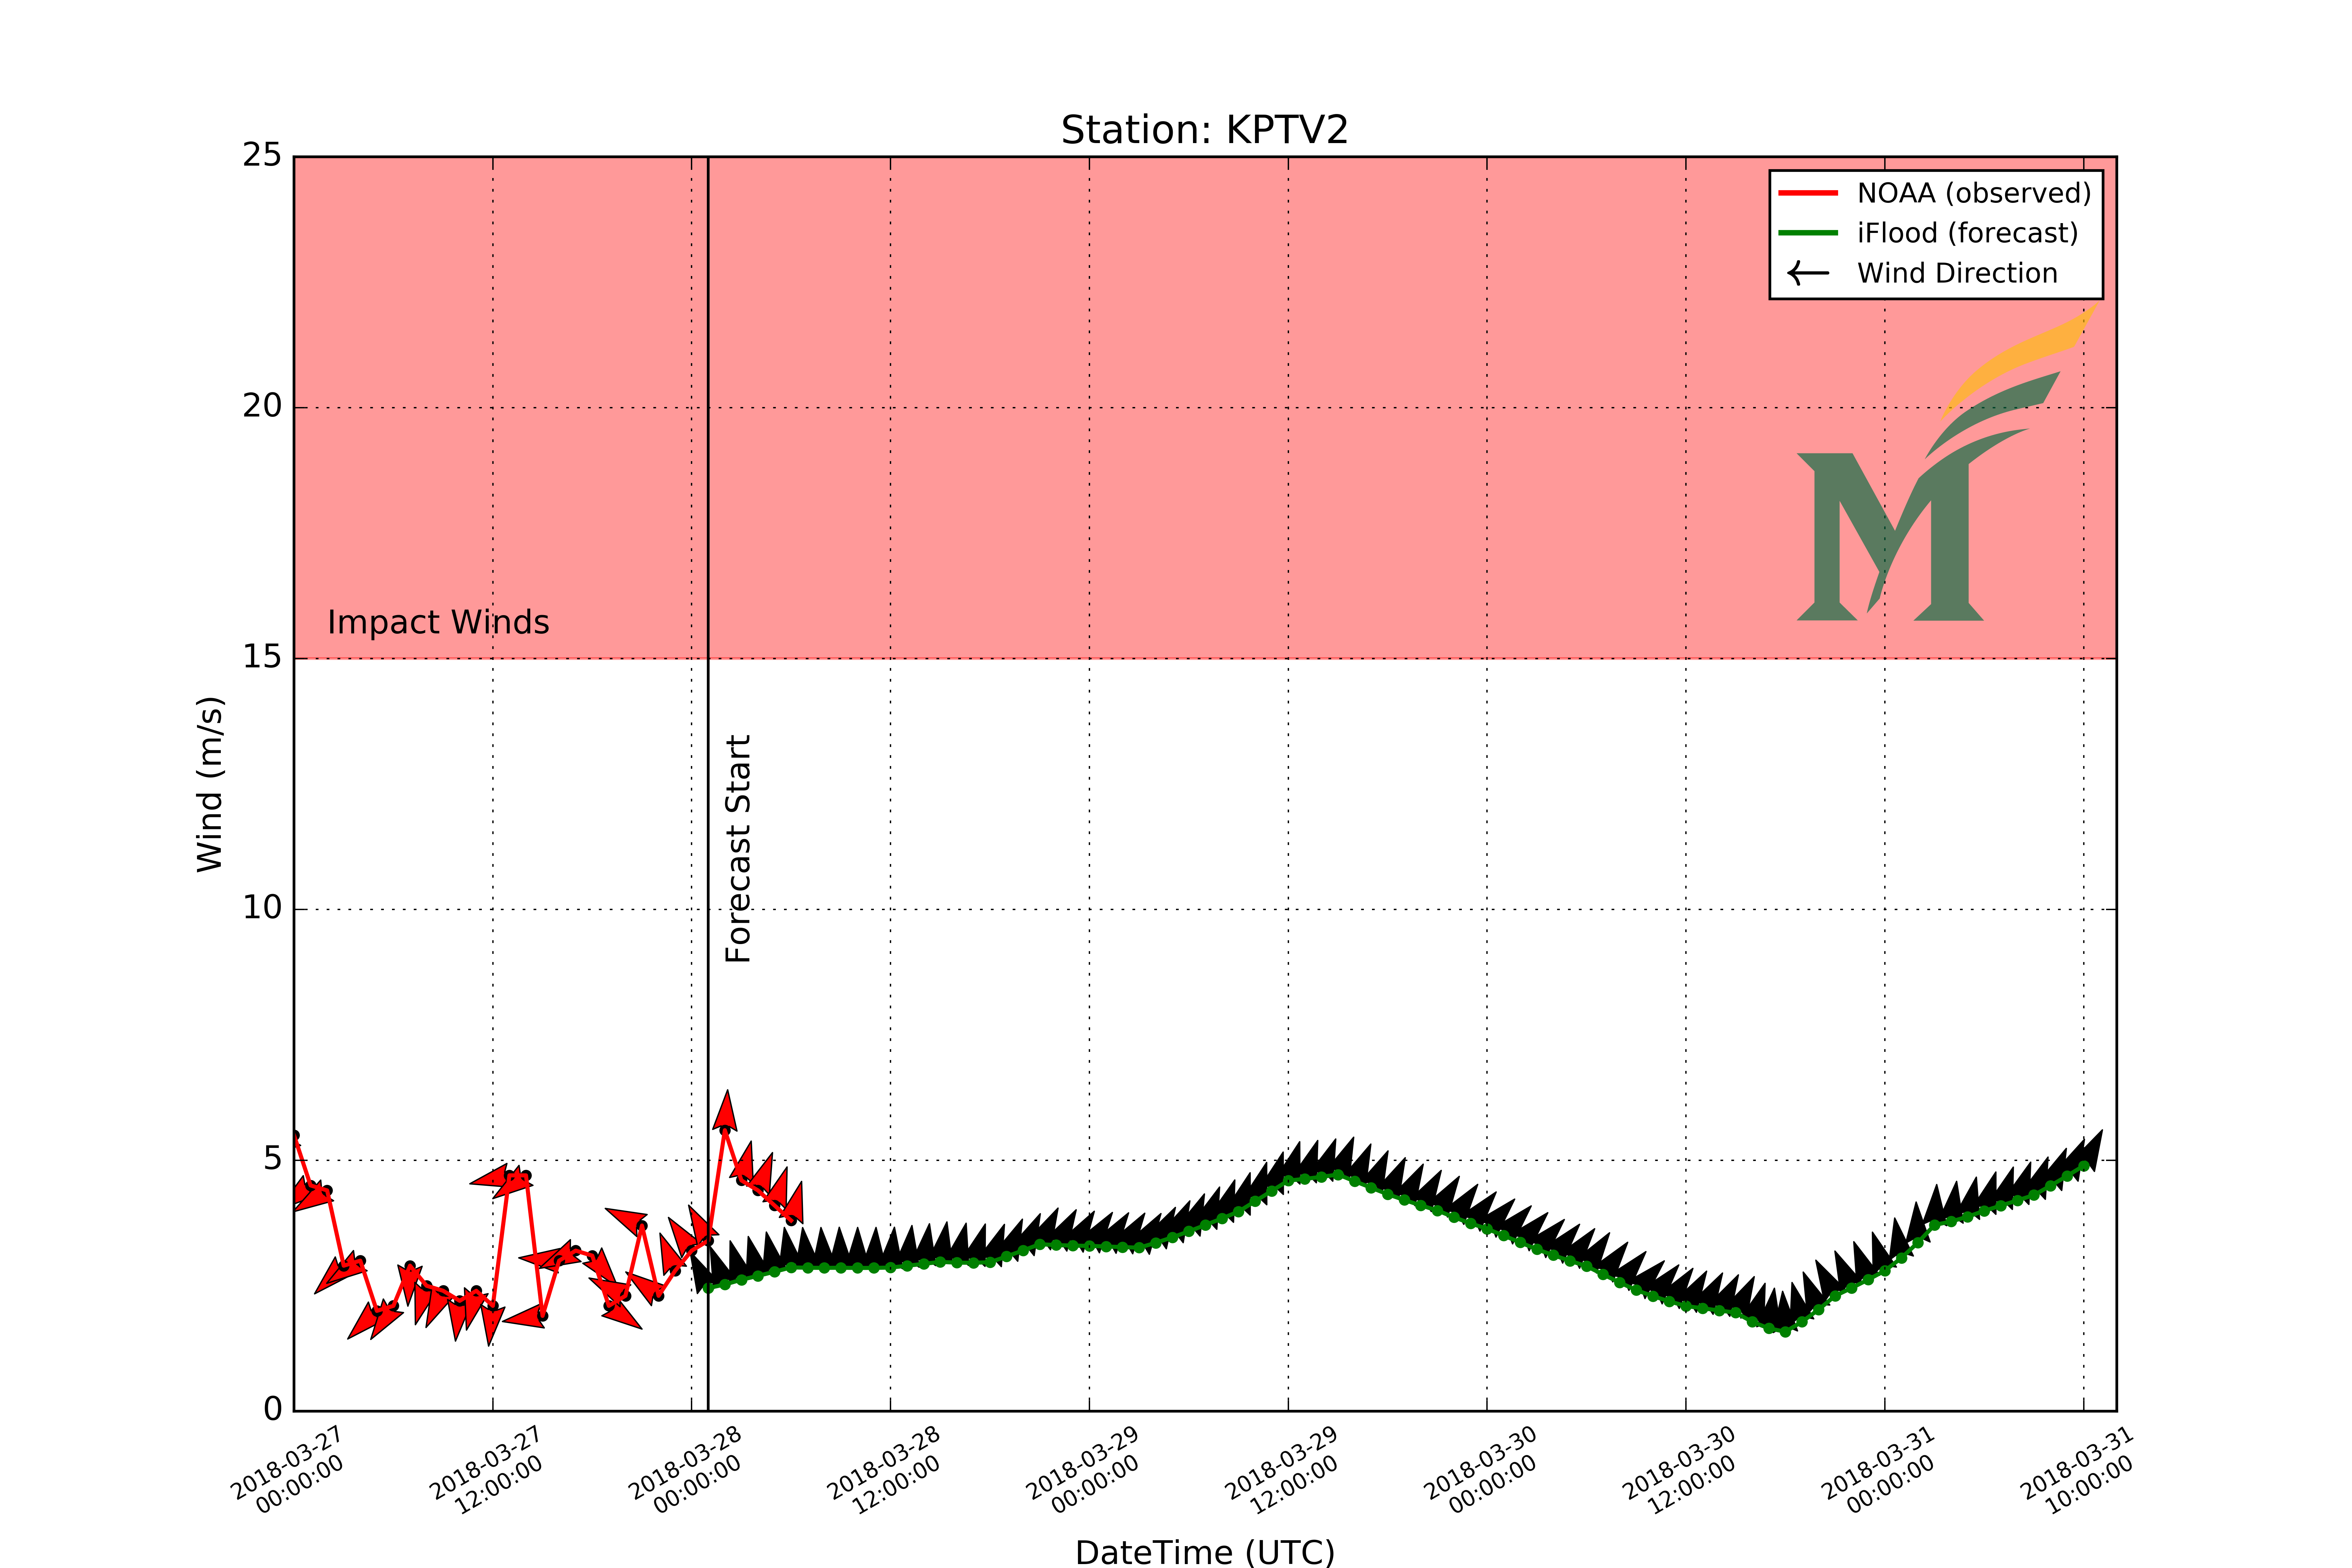 Station: KPTV2
25
20
15
10
5
0
Wind (m/s)
NOAA (observed)
iFlood (forecast)
Wind Direction
M
Impact Winds
Forecast Start
2018-03-27
00:00:00
2018-03-27
12:00:00
2018-03-28
00:00:00
2018-03-28
12:00:00
2018-03-29
00:00:00
2018-03-29
12:00:00
2018-03-30
00:00:00
2018-03-30
12:00:00
2018-03-31
00:00:00
2018-03-31
10:00:00
DateTime (UTC)